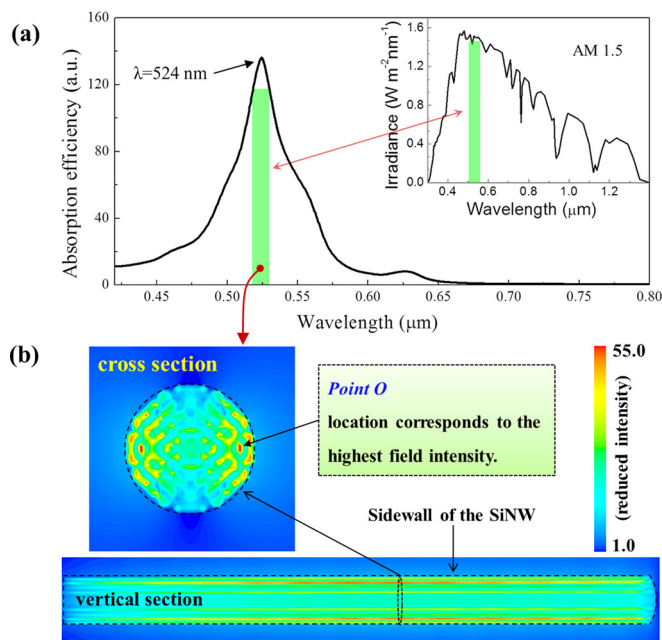 (a)
160
120
80
40
0
Absorption efficiency (a.u.)
λ=524 nm
0.45
0.50
0.55
0.60
0.65
0.70
0.75
0.80
Wavelength (μm)
AM 1.5
1.6
1.2
0.8
0.4
0.0
Irradiance (W m-2nm-1)
0.4
0.6
0.8
1.0
1.2
Wavelength (μm)
(b)
cross section
Point O
location corresponds to the
highest field intensity.
55.0
(reduced intensity)
1.0
Sidewall of the SiNW
vertical section